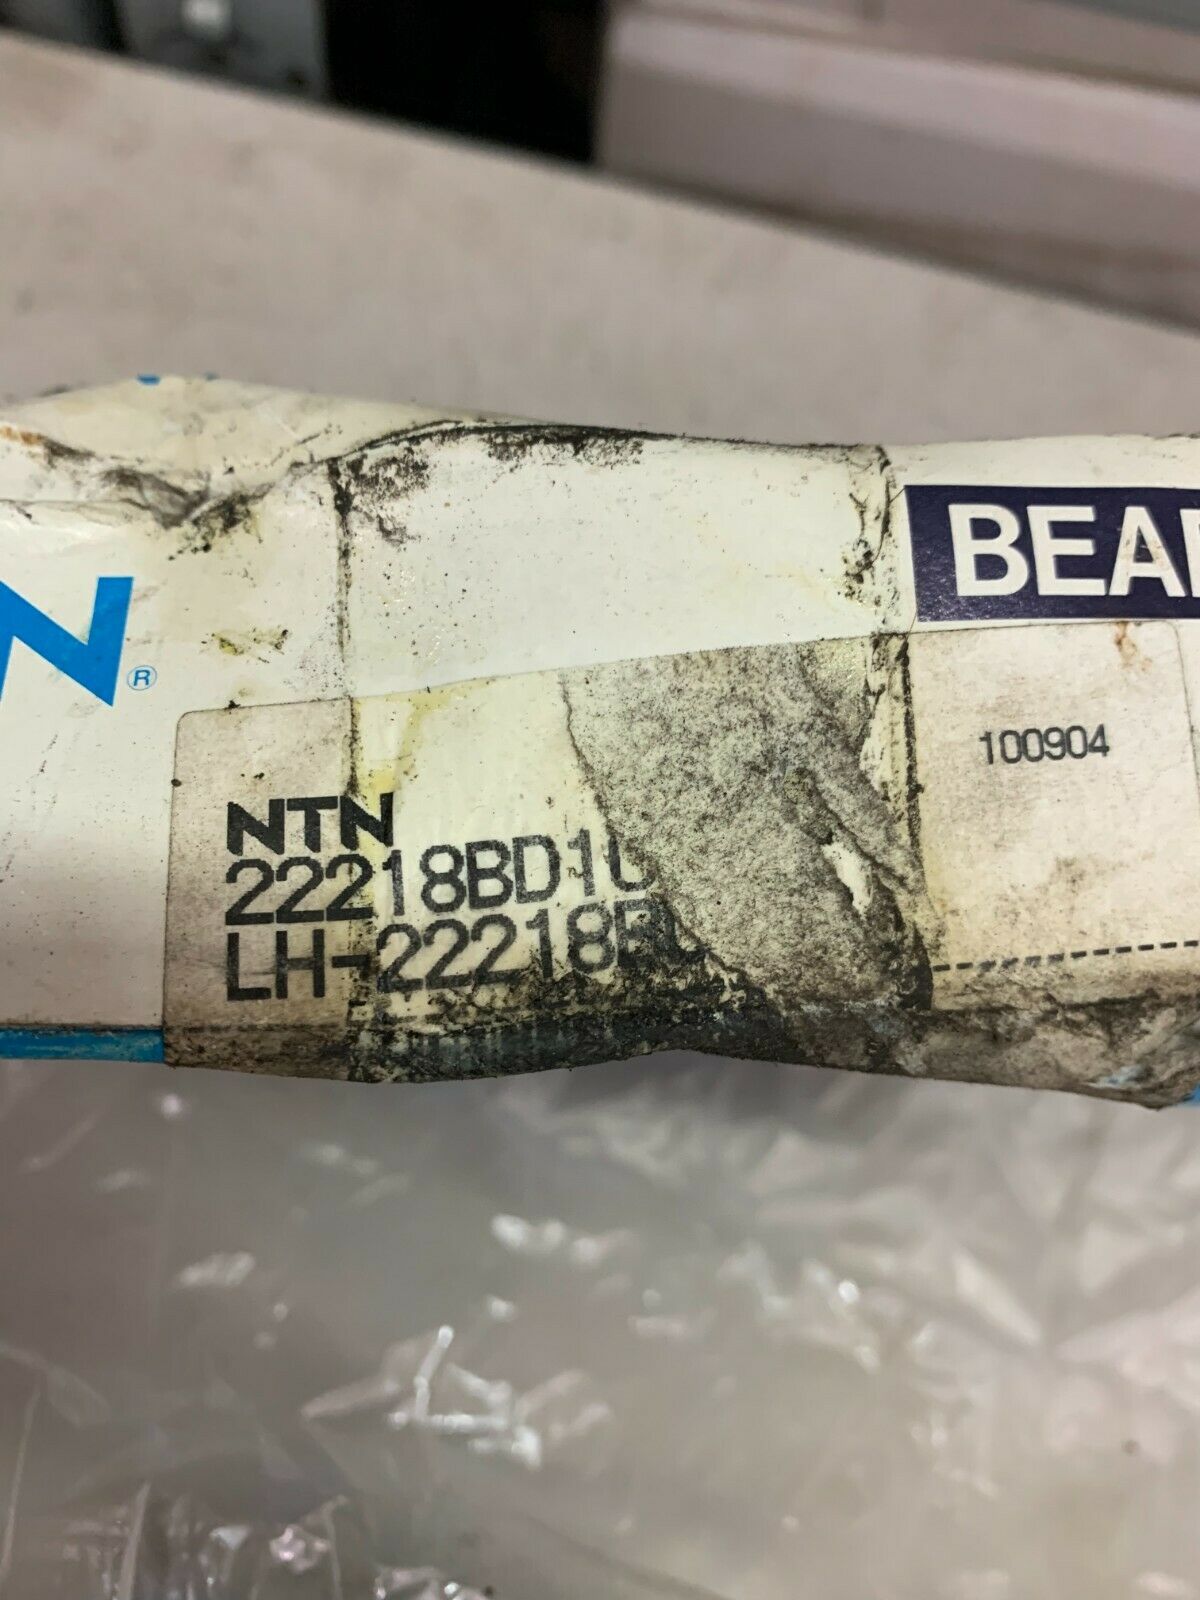 N®
BEA
100904
NTN
22218BD1
LH-22218B